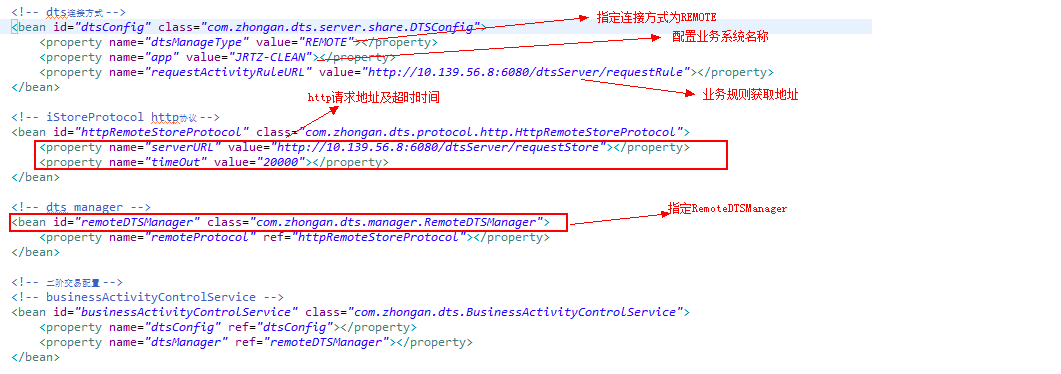 <!-- dts连接方式 -->
指定连接方式为REMOTE
<bean id="dtsConfig" class="com.zhongan.dts.server.share.DTSConfig">
配置业务系统名称
<property name="dtsManageType" value="REMOTE"></property>
<property name="app" value="JRTZ-CLEAN"></property>
<property name="requestActivityRuleURL" value="http://10.139.56.8:6080/dtsServer/requestRule"></property>
</bean>
业务规则获取地址
http请求地址及超时时间
<!-- iStoreProtocol http协议 -->
<bean id="httpRemoteStoreProtocol" class="com.zhongan.dts.protocol.http.HttpRemoteStoreProtocol">
<property name="serverURL" value="http://10.139.56.8:6080/dtsServer/requestStore"></property>
<property name="timeOut" value="20000"></property>
</bean>
<!-- dts manager -->
指定RemoteDTSManager
<bean id="remoteDTSManager" class="com.zhongan.dts.manager.RemoteDTSManager">
<property name="remoteProtocol" ref="httpRemoteStoreProtocol"></property>
</bean>
<!-- 二阶交易配置 -->
<!-- businessActivityControlService -->
<bean id="businessActivityControlService" class="com.zhongan.dts.BusinessActivityControlService">
<property name="dtsConfig" ref="dtsConfig"></property>
<property name="dtsManager" ref="remoteDTSManager"></property>
</bean>